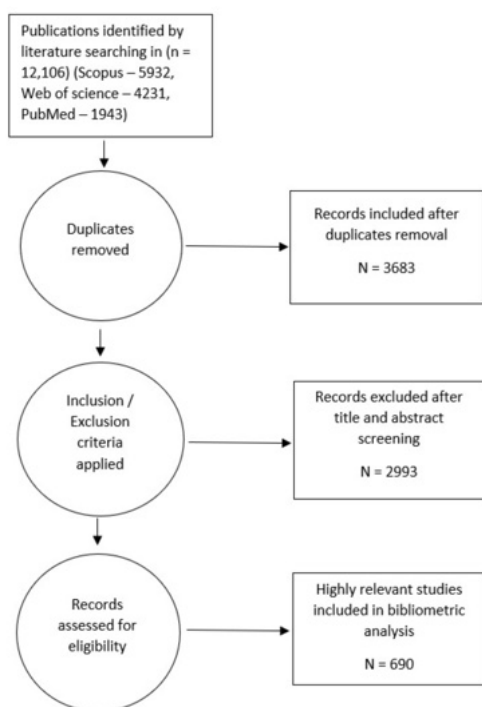 Publications identified by
literature searching in (n =
12,106) (Scopus – 5932,
Web of science – 4231,
PubMed – 1943)
Duplicates
removed
Records included after
duplicates removal
N = 3683
Inclusion /
Exclusion
criteria
applied
Records excluded after
title and abstract
screening
N = 2993
Records
assessed for
eligibility
Highly relevant studies
included in bibliometric
analysis
N = 690